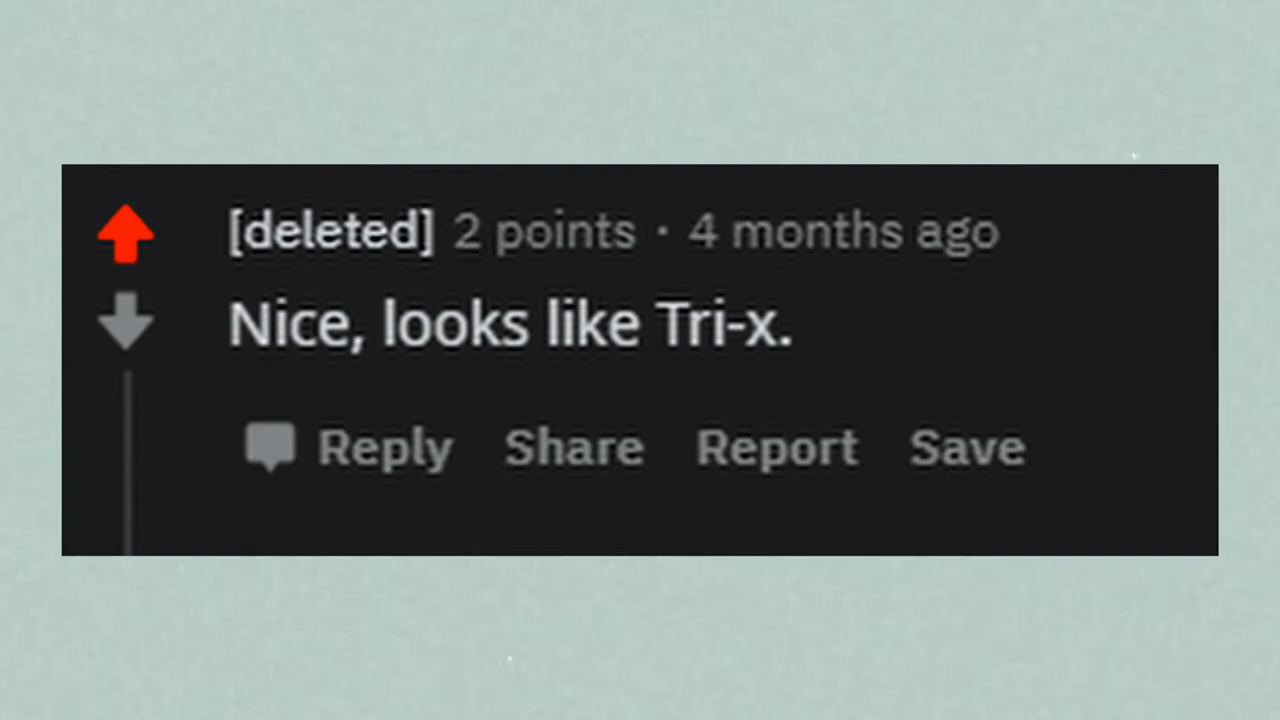 [deleted] 2 points · 4 months ago
Nice, looks like Tri-x.
Reply Share Report Save